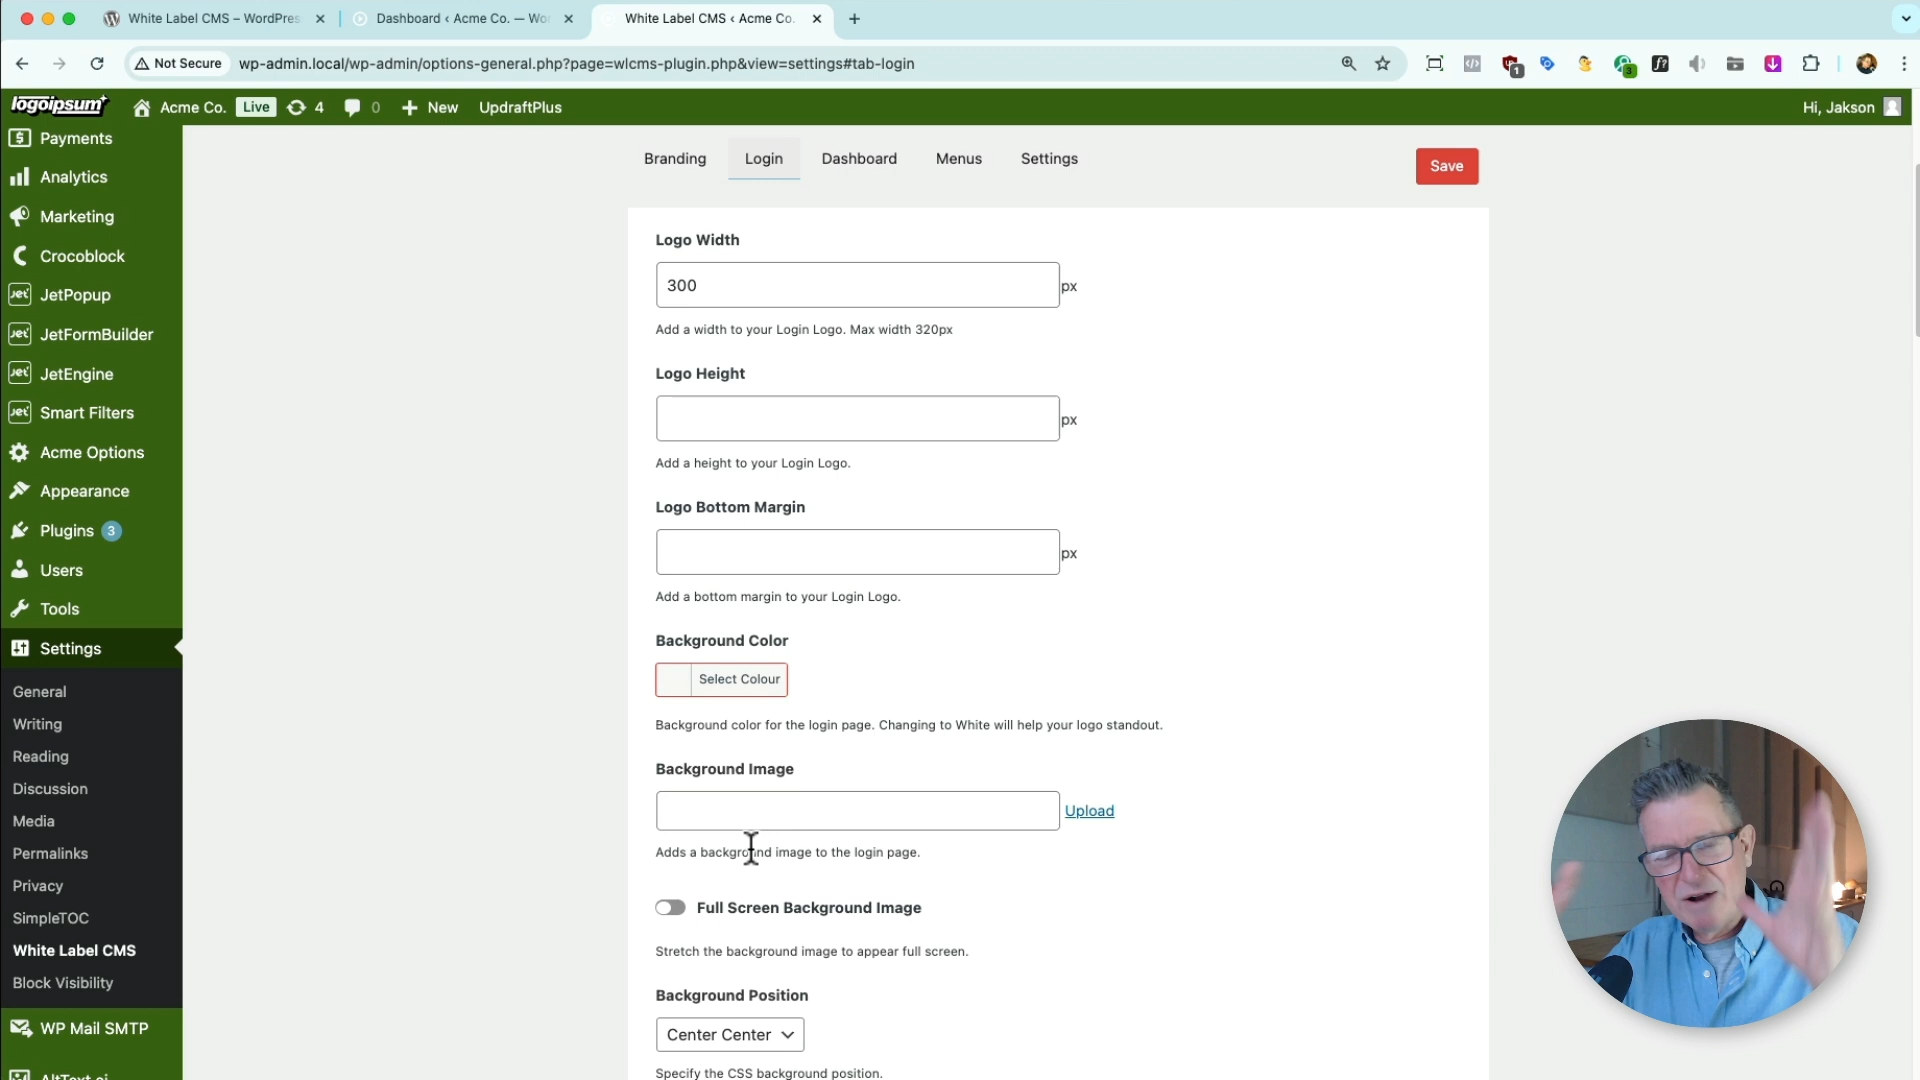 White Label CMS – WordPres
Dashboard ‹ Acme Co. — Wo
White Label CMS ‹ Acme Co.
Not Secure
wp-admin.local/wp-admin/options-general.php?page=wlcms-plugin.php&view=settings#tab-login
1
3
f?
logoipsum
Acme Co.
Live
4
0
New
UpdraftPlus
Hi, Jakson
Payments
Analytics
Marketing
Crocoblock
Jet JetPopup
Jet JetFormBuilder
Jet JetEngine
Jet Smart Filters
Acme Options
Appearance
Plugins 3
Users
Tools
Settings
General
Writing
Reading
Discussion
Media
Permalinks
Privacy
SimpleTOC
White Label CMS
Block Visibility
WP Mail SMTP
AltText.ai
Branding
Login
Dashboard
Menus
Settings
Save
Logo Width
300
px
Add a width to your Login Logo. Max width 320px
Logo Height
px
Add a height to your Login Logo.
Logo Bottom Margin
px
Add a bottom margin to your Login Logo.
Background Color
Select Colour
Background color for the login page. Changing to White will help your logo standout.
Background Image
Upload
Adds a background image to the login page.
Full Screen Background Image
Stretch the background image to appear full screen.
Background Position
Center Center
Specify the CSS background position.